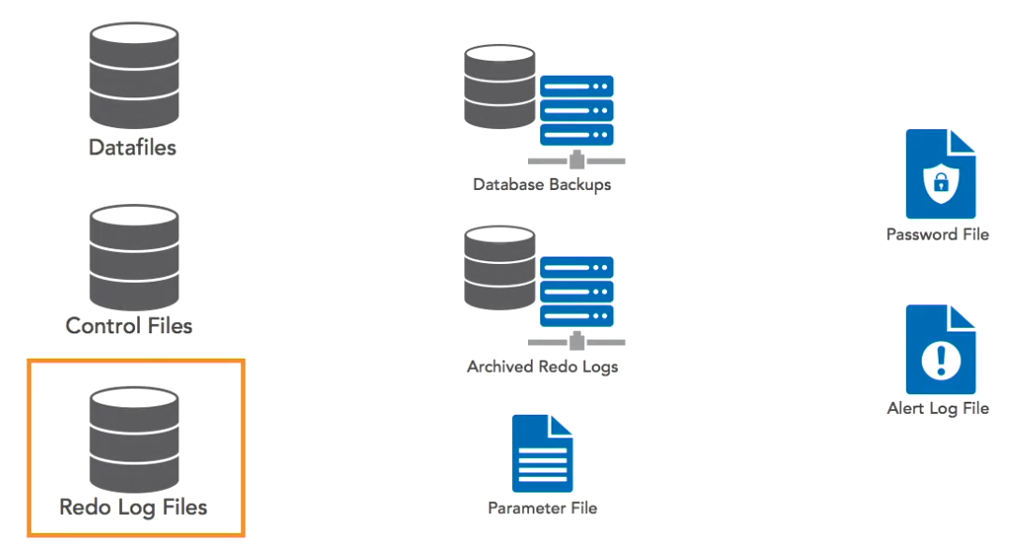 Datafiles
Control Files
Redo Log Files
Database Backups
Archived Redo Logs
Parameter File
Password File
Alert Log File